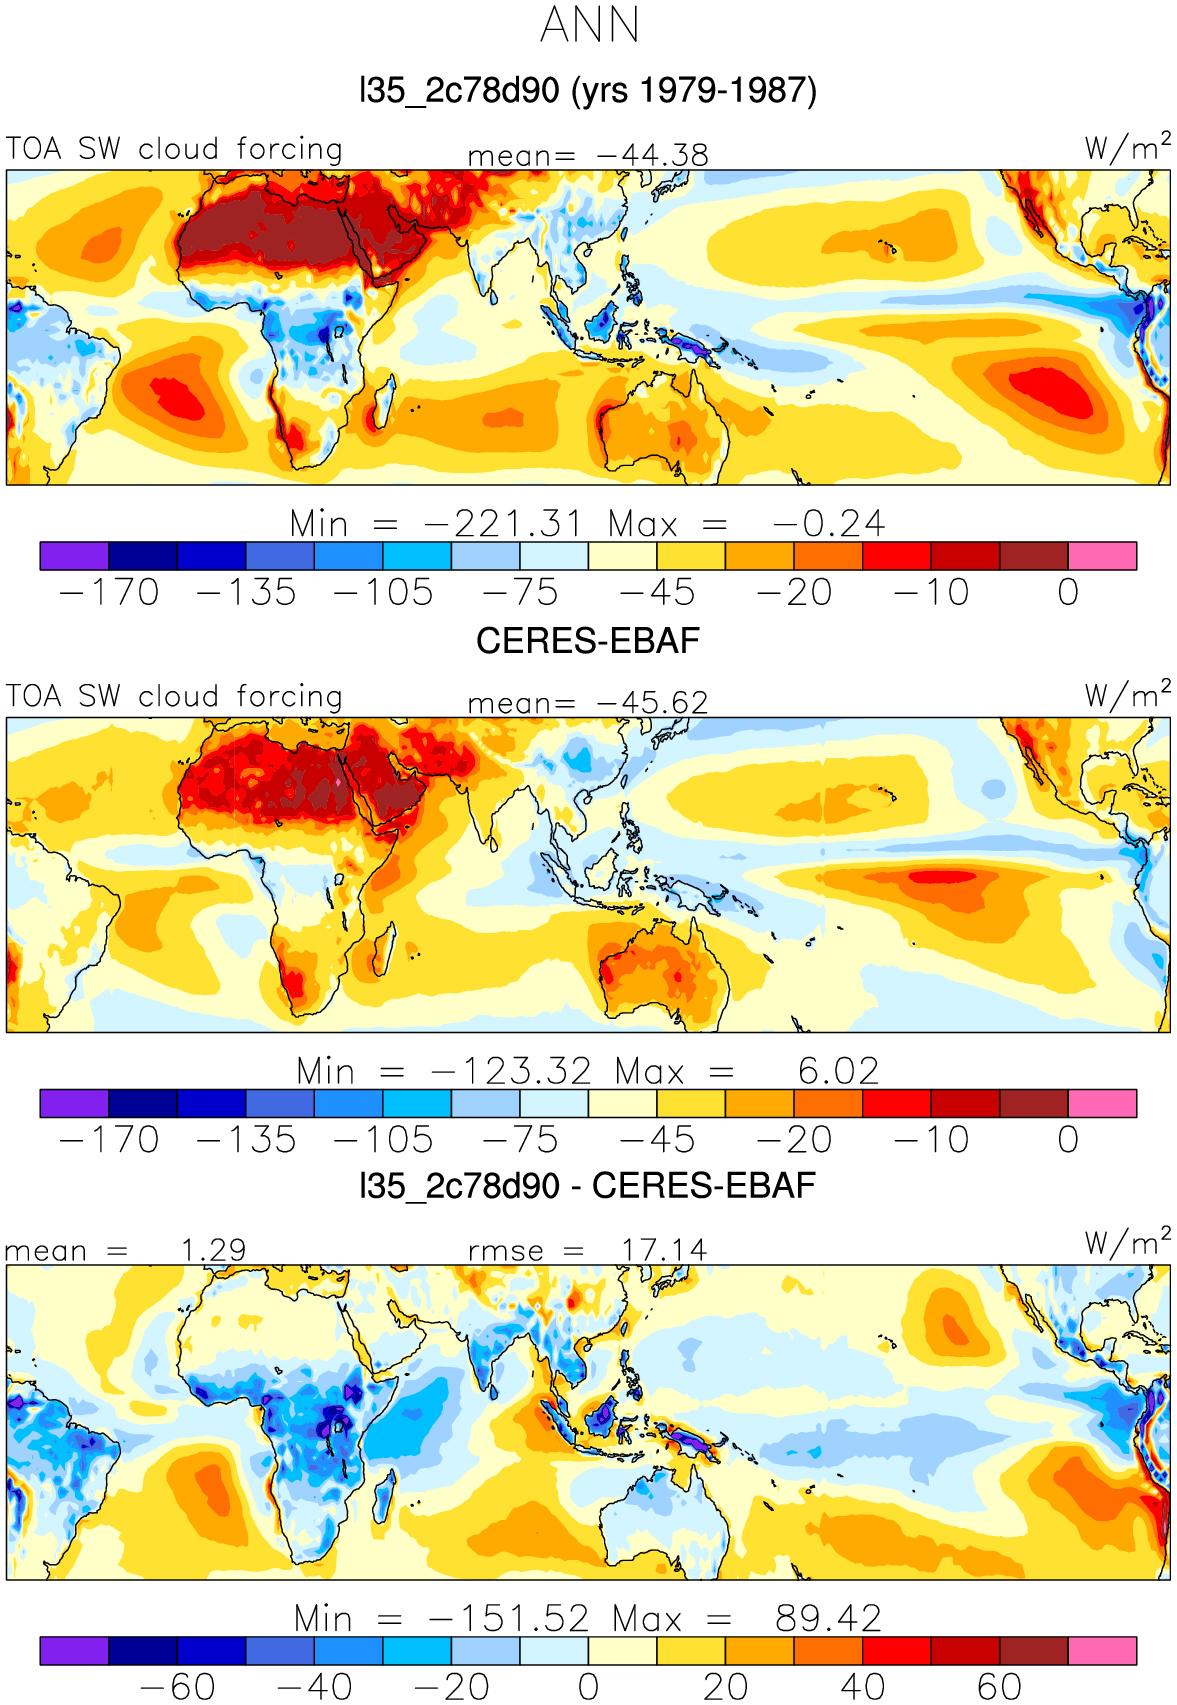 ANN
l35_2c78d90 (yrs 1979-1987)
TOA SW cloud forcing mean= -44.38 W/m²
Min = -221.31 Max = -0.24
-170 -135 -105 -75 -45 -20 -10 0
CERES-EBAF
TOA SW cloud forcing mean= -45.62 W/m²
Min = -123.32 Max = 6.02
-170 -135 -105 -75 -45 -20 -10 0
l35_2c78d90 - CERES-EBAF
mean = 1.29 rmse = 17.14 W/m²
Min = -151.52 Max = 89.42
-60 -40 -20 0 20 40 60